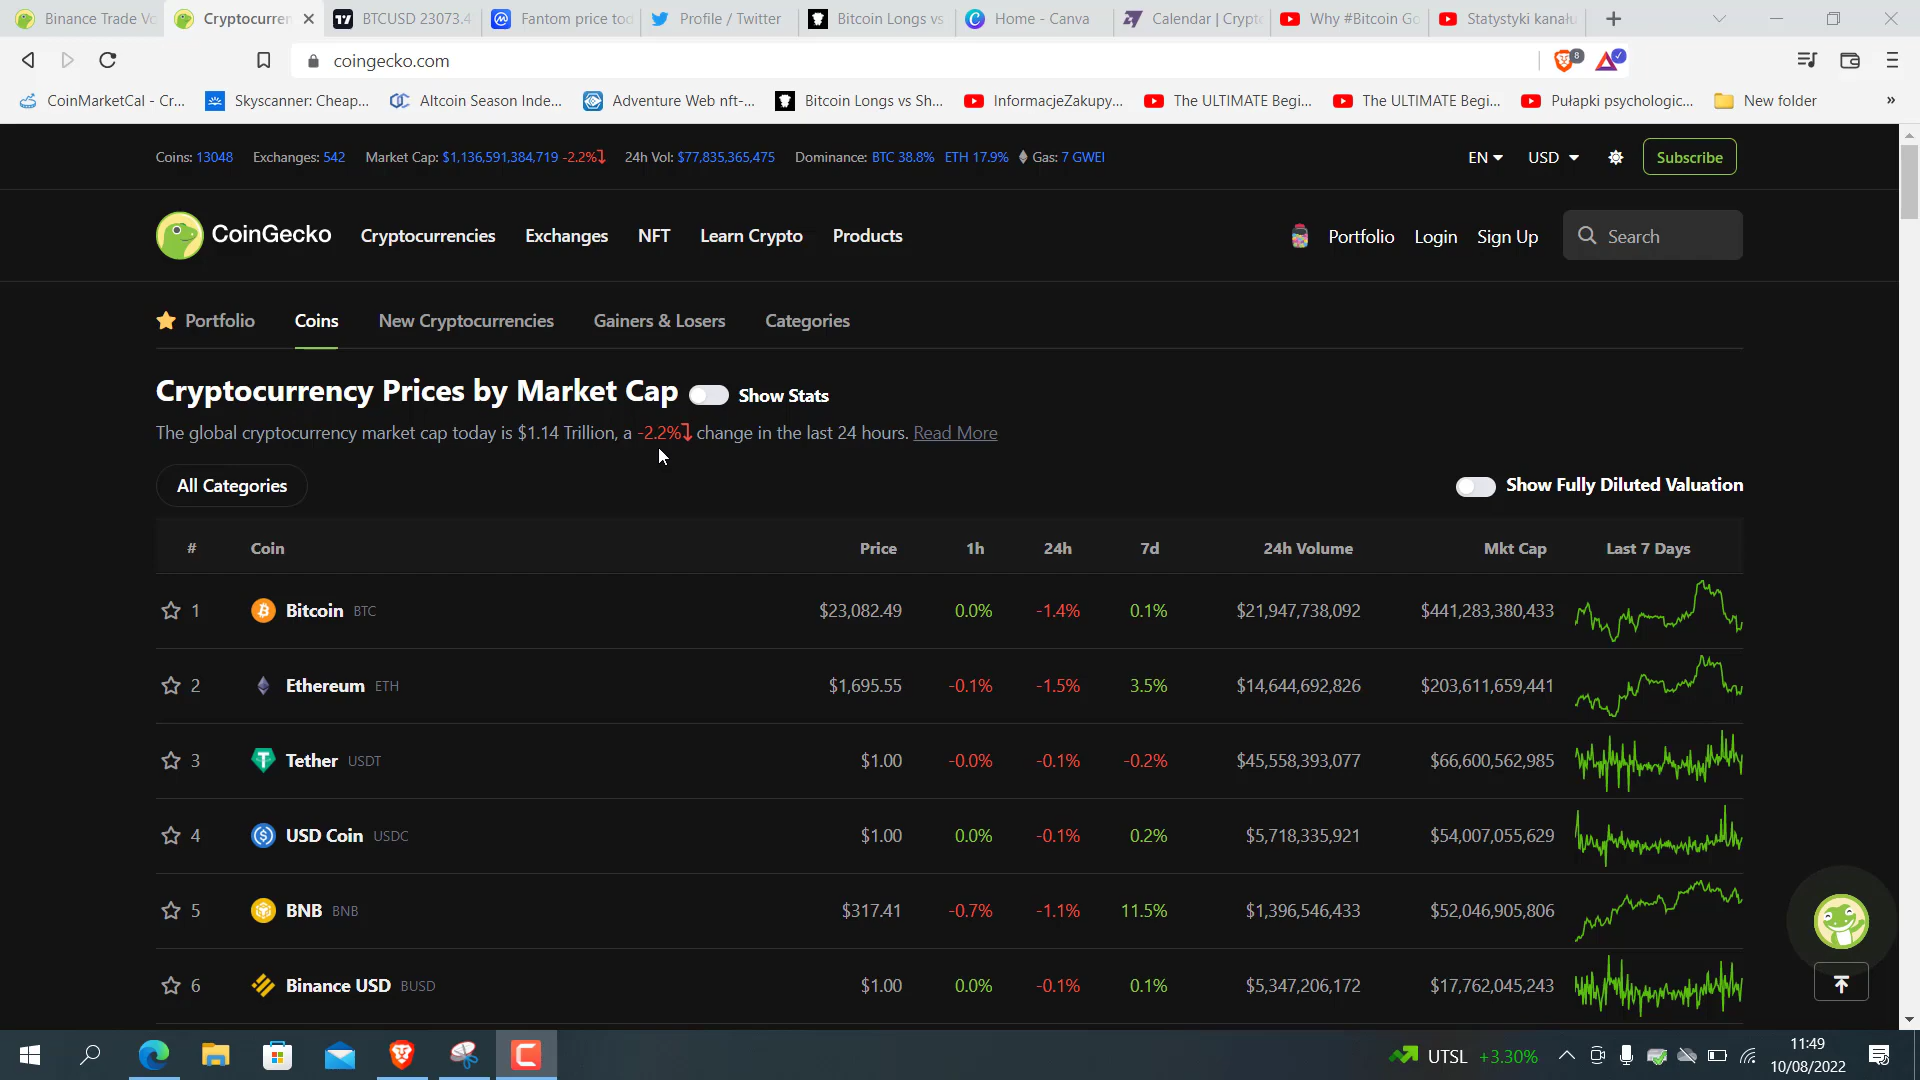 Binance Trade Vo
Cryptocurren
BTCUSD 23073.4
Fantom price tod
Profile / Twitter
Bitcoin Longs vs
Home - Canva
Calendar | Crypto
Why #Bitcoin Go
Statystyki kanału
coingecko.com
8
CoinMarketCal - Cr...
Skyscanner: Cheap...
Altcoin Season Inde...
Adventure Web nft-...
Bitcoin Longs vs Sh...
InformacjeZakupy...
The ULTIMATE Begi...
The ULTIMATE Begi...
Pułapki psychologic...
New folder
»
Coins: 13048 Exchanges: 542 Market Cap: $1,136,591,384,719 -2.2% 24h Vol: $77,835,365,475 Dominance: BTC 38.8% ETH 17.9% Gas: 7 GWEI
EN USD Subscribe
CoinGecko Cryptocurrencies Exchanges NFT Learn Crypto Products
Portfolio Login Sign Up Search
Portfolio Coins New Cryptocurrencies Gainers & Losers Categories
Cryptocurrency Prices by Market Cap Show Stats
The global cryptocurrency market cap today is $1.14 Trillion, a -2.2% change in the last 24 hours. Read More
All Categories Show Fully Diluted Valuation
# Coin Price 1h 24h 7d 24h Volume Mkt Cap Last 7 Days
1 Bitcoin BTC $23,082.49 0.0% -1.4% 0.1% $21,947,738,092 $441,283,380,433
2 Ethereum ETH $1,695.55 -0.1% -1.5% 3.5% $14,644,692,826 $203,611,659,441
3 Tether USDT $1.00 -0.0% -0.1% -0.2% $45,558,393,077 $66,600,562,985
4 USD Coin USDC $1.00 0.0% -0.1% 0.2% $5,718,335,921 $54,007,055,629
5 BNB BNB $317.41 -0.7% -1.1% 11.5% $1,396,546,433 $52,046,905,806
6 Binance USD BUSD $1.00 0.0% -0.1% 0.1% $5,347,206,172 $17,762,045,243
UTSL +3.30%
11:49
10/08/2022